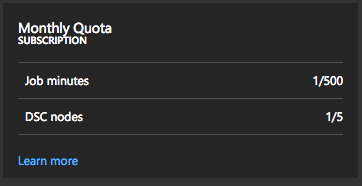 Monthly Quota
SUBSCRIPTION
Job minutes 1/500
DSC nodes 1/5
Learn more